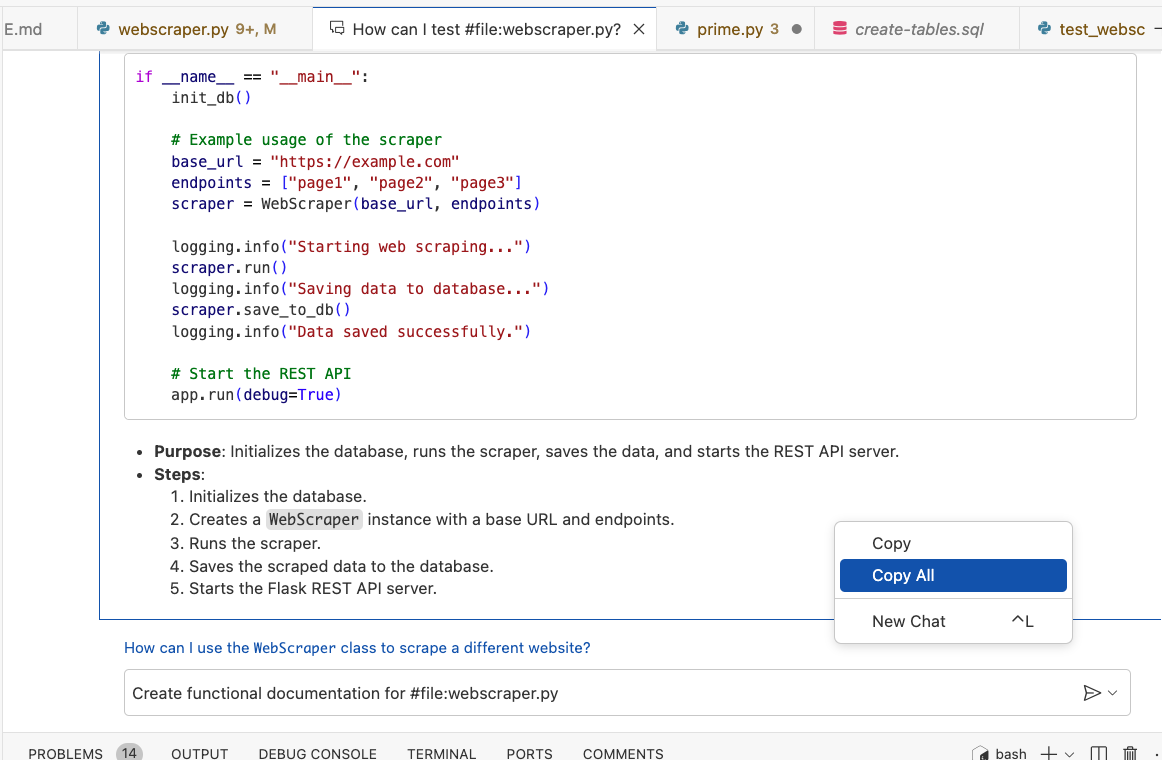 E.md
webscraper.py 9+, M
How can I test #file:webscraper.py?
prime.py 3
create-tables.sql
test_websc
if __name__ == "__main__":
    init_db()
    # Example usage of the scraper
    base_url = "https://example.com"
    endpoints = ["page1", "page2", "page3"]
    scraper = WebScraper(base_url, endpoints)
    logging.info("Starting web scraping...")
    scraper.run()
    logging.info("Saving data to database...")
    scraper.save_to_db()
    logging.info("Data saved successfully.")
    # Start the REST API
    app.run(debug=True)
• Purpose: Initializes the database, runs the scraper, saves the data, and starts the REST API server.
• Steps:
1. Initializes the database.
2. Creates a WebScraper instance with a base URL and endpoints.
3. Runs the scraper.
4. Saves the scraped data to the database.
5. Starts the Flask REST API server.
Copy
Copy All
New Chat ^L
How can I use the WebScraper class to scrape a different website?
Create functional documentation for #file:webscraper.py
PROBLEMS 14 OUTPUT DEBUG CONSOLE TERMINAL PORTS COMMENTS bash